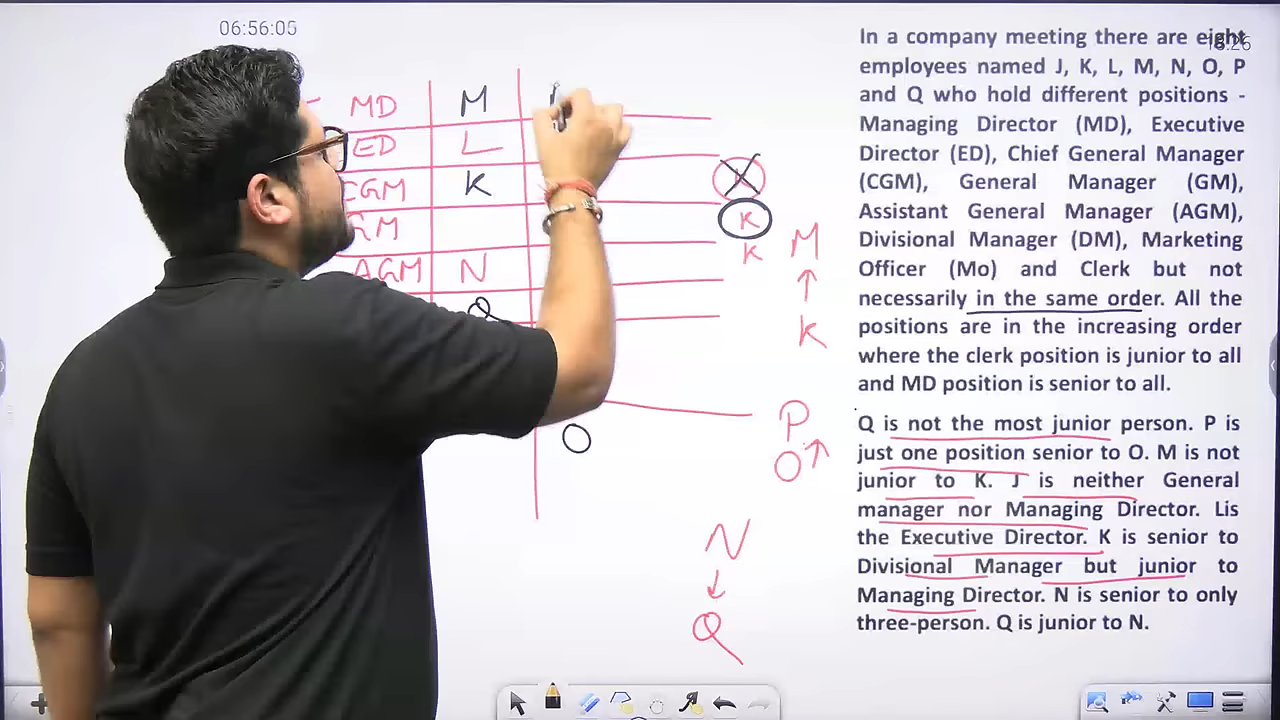 06:56:05
In a company meeting there are eight
employees named J, K, L, M, N, O, P
and Q who hold different positions -
Managing Director (MD), Executive
Director (ED), Chief General Manager
(CGM), General Manager (GM),
Assistant General Manager (AGM),
Divisional Manager (DM), Marketing
Officer (Mo) and Clerk but not
necessarily in the same order. All the
positions are in the increasing order
where the clerk position is junior to all
and MD position is senior to all.
Q is not the most junior person. P is
just one position senior to O. M is not
junior to K. J is neither General
manager nor Managing Director. Lis
the Executive Director. K is senior to
Divisional Manager but junior to
Managing Director. N is senior to only
three-person. Q is junior to N.
MD M
ED L
CGM K
GM
AGM N
Q
O
K
K
K
M
K
P
O
N
Q